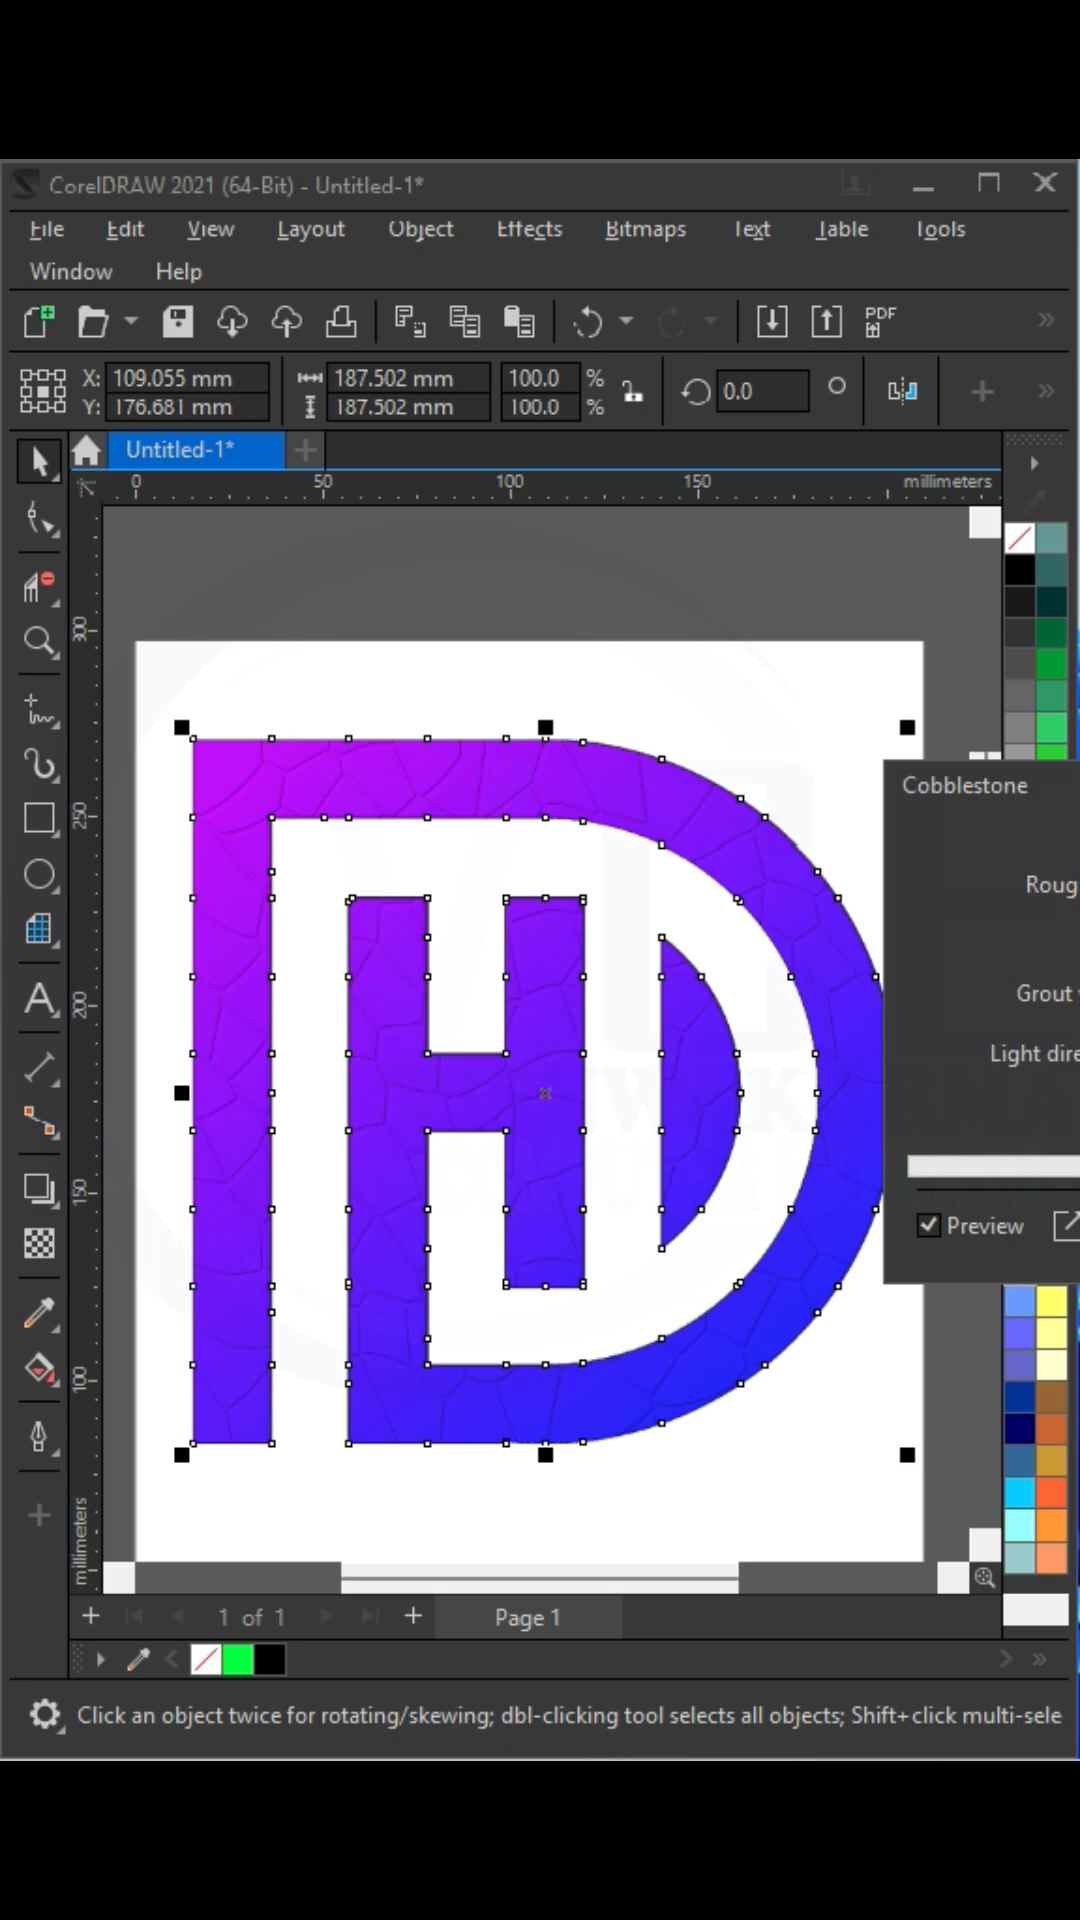 CorelDRAW 2021 (64-Bit) - Untitled-1*
File Edit View Layout Object Effects Bitmaps Text Table Tools
Window Help
PDF
X: 109.055 mm 187.502 mm 100.0 % 0.0
Y: 176.681 mm 187.502 mm 100.0 %
Untitled-1*
0 50 100 150 millimeters
300
250
200
150
100
millimeters
HD
Cobblestone
Roug
Grout
Light dire
Preview
1 of 1 Page 1
Click an object twice for rotating/skewing; dbl-clicking tool selects all objects; Shift+click multi-sele